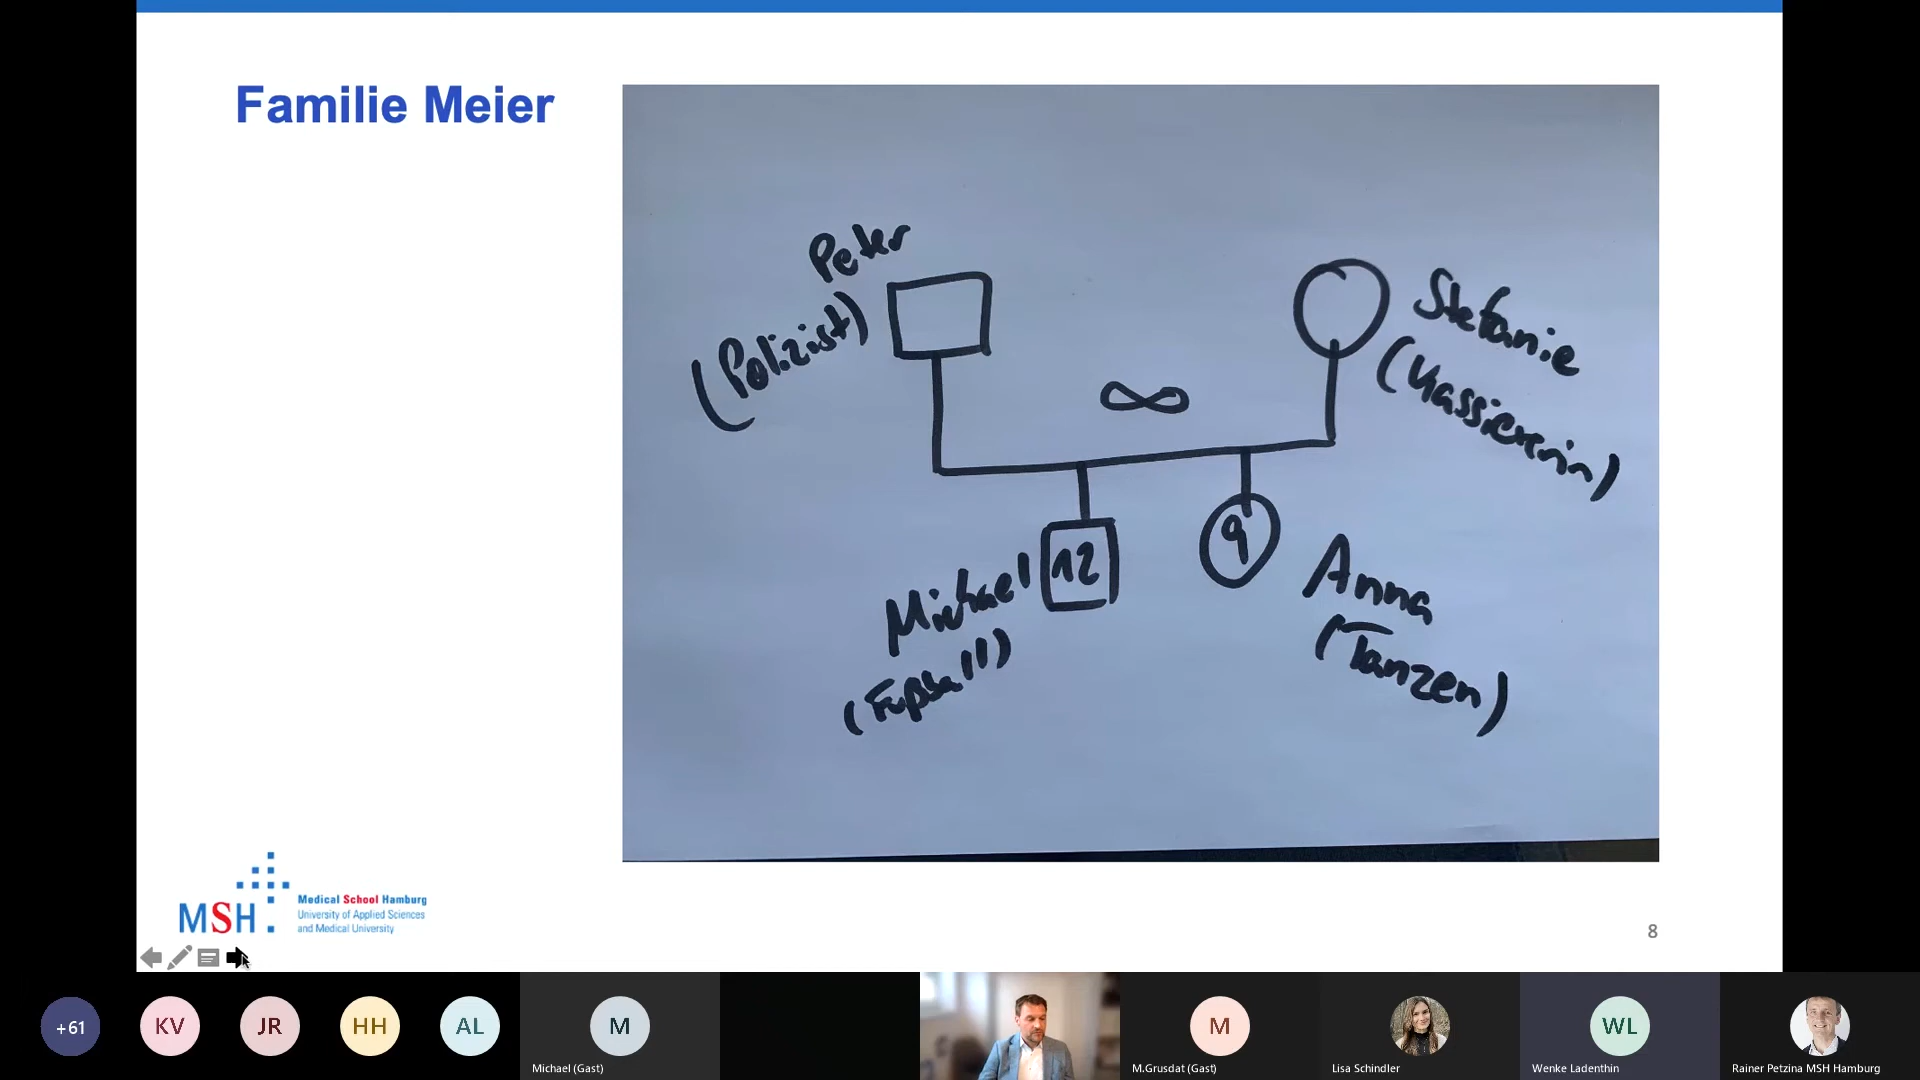 Familie Meier
Peter
(Polizist)
Stefanie
(Kassiererin)
12
9
Michael
(Fußball)
Anna
(Tanzen)
MSH
Medical School Hamburg
University of Applied Sciences
and Medical University
8
+61
KV
JR
HH
AL
M
Michael (Gast)
M
M.Grusdat (Gast)
Lisa Schindler
WL
Wenke Ladenthin
Rainer Petzina MSH Hamburg